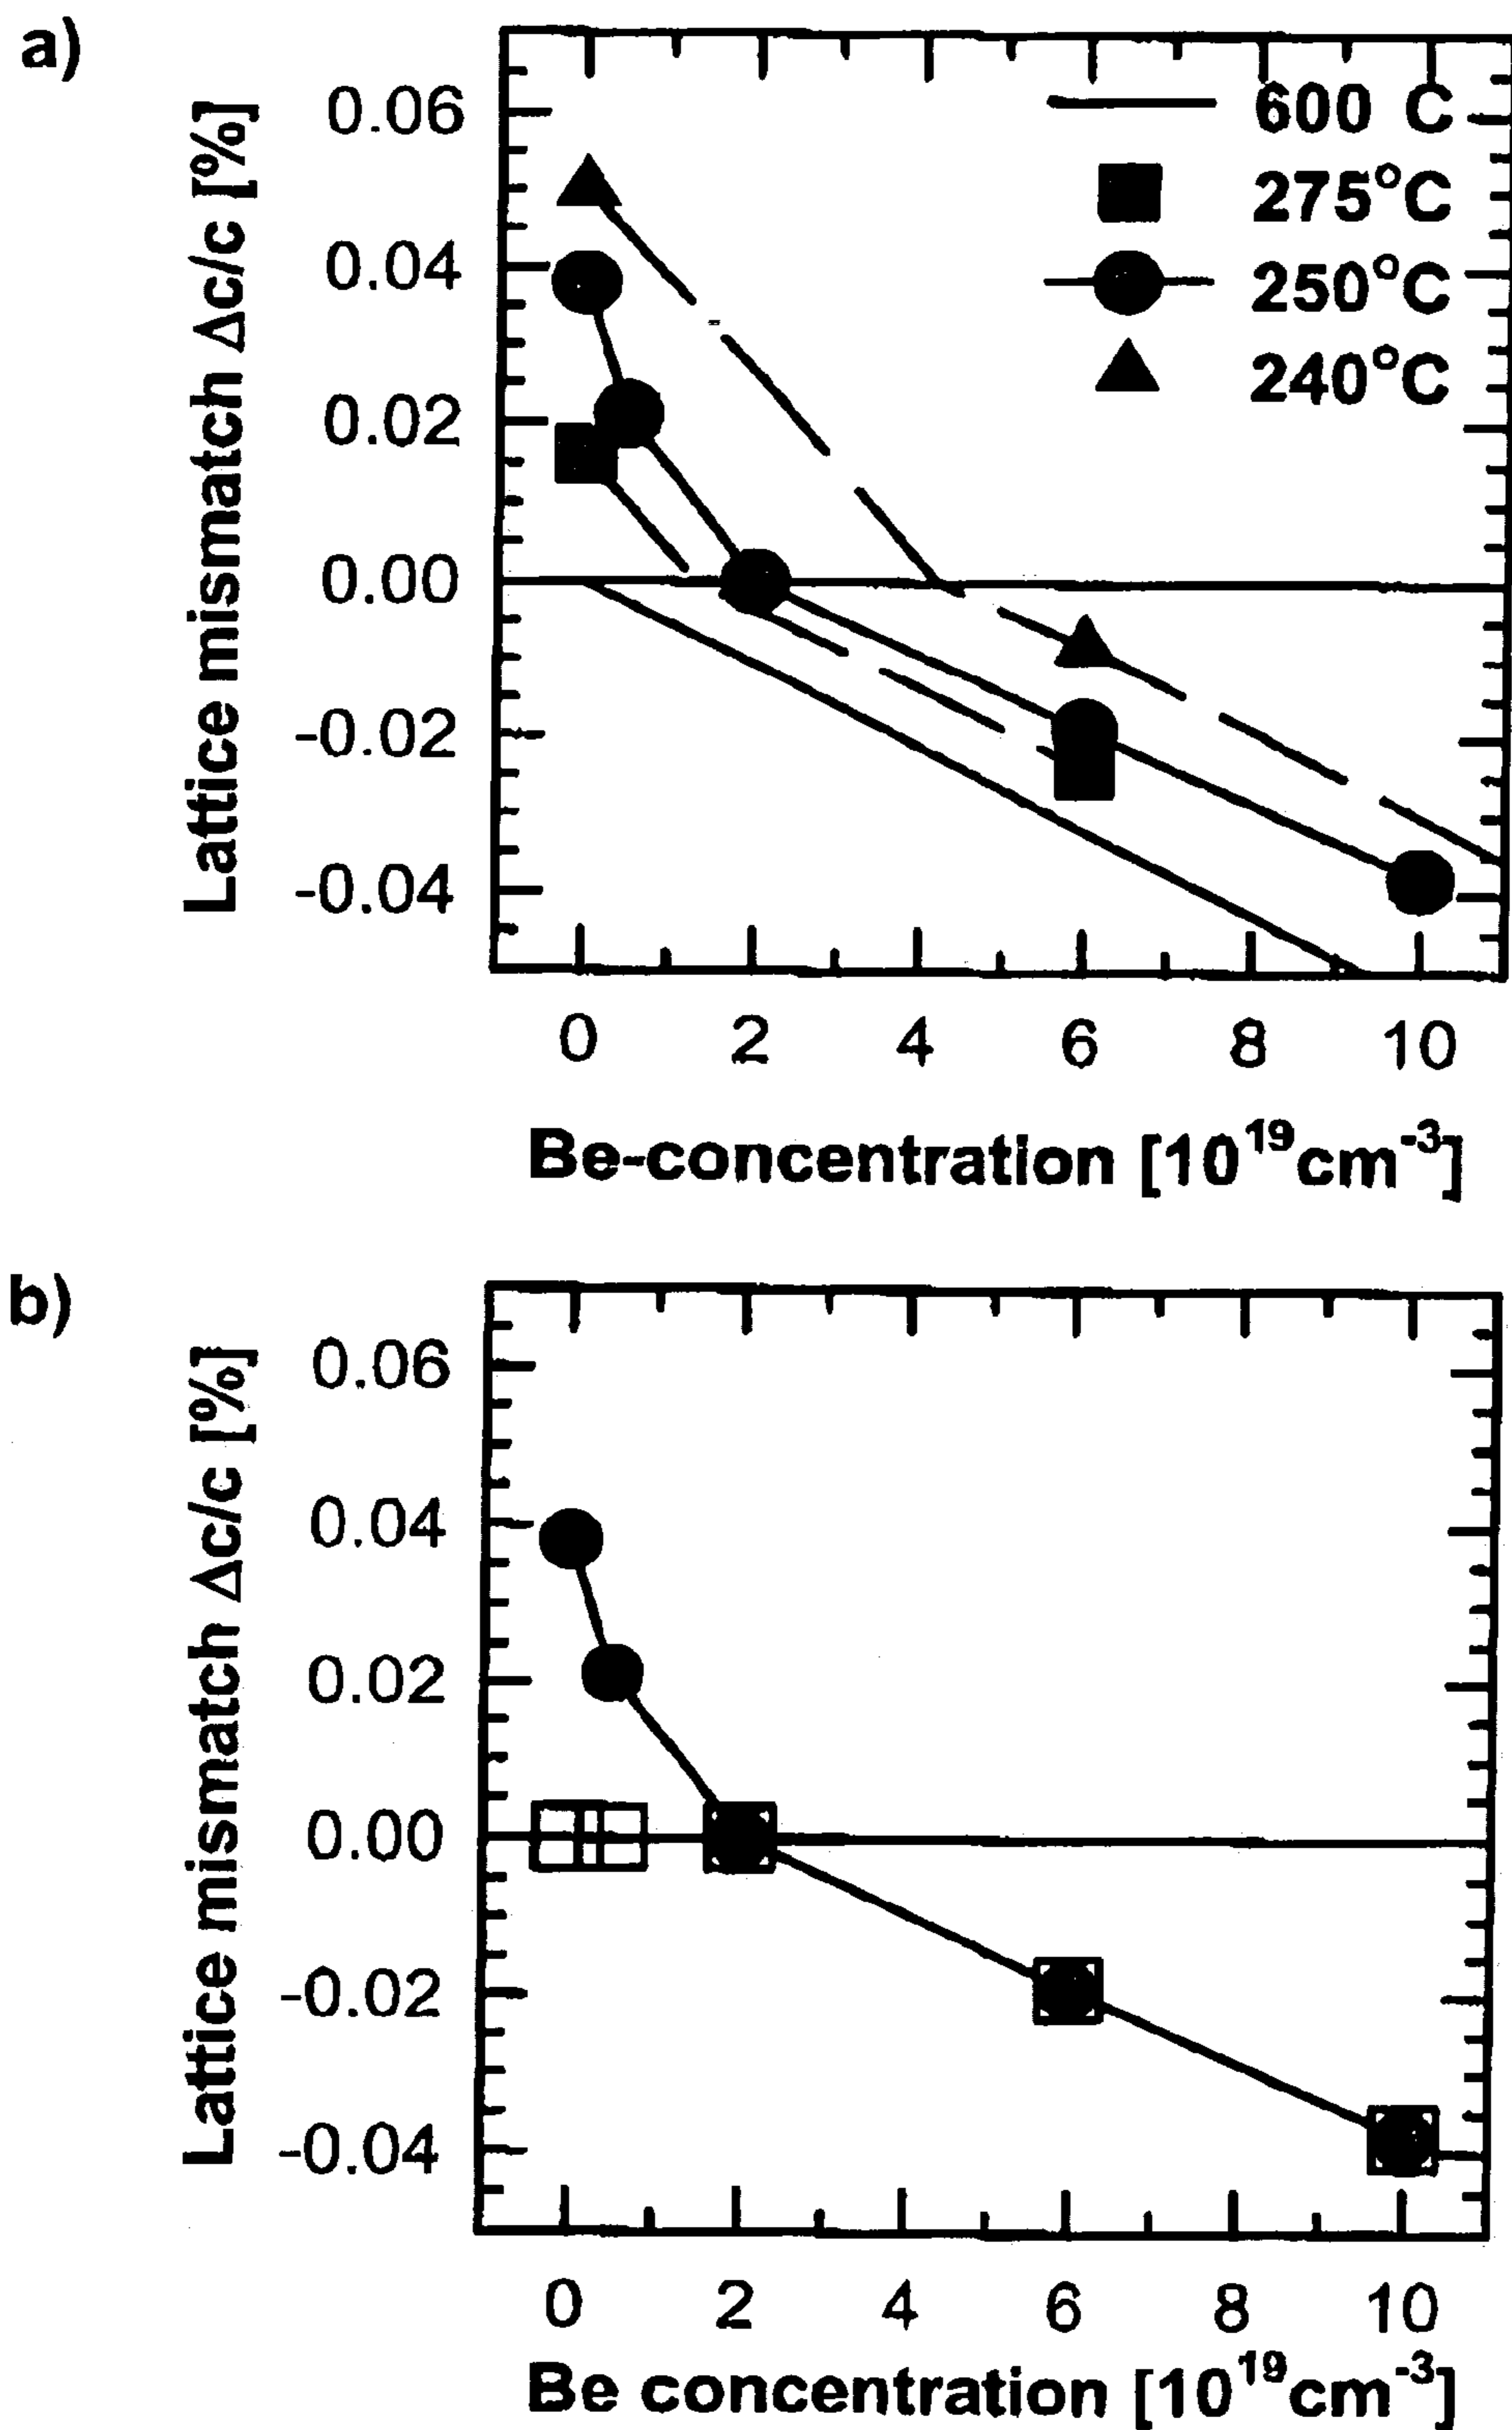 a)
Lattice mismatch Δc/c [%]
0.06
0.04
0.02
0.00
-0.02
-0.04
600 C
275°C
250°C
240°C
0 2 4 6 8 10
Be-concentration [10¹⁹cm⁻³]
b)
Lattice mismatch Δc/c [%]
0.06
0.04
0.02
0.00
-0.02
-0.04
0 2 4 6 8 10
Be concentration [10¹⁹cm⁻³]